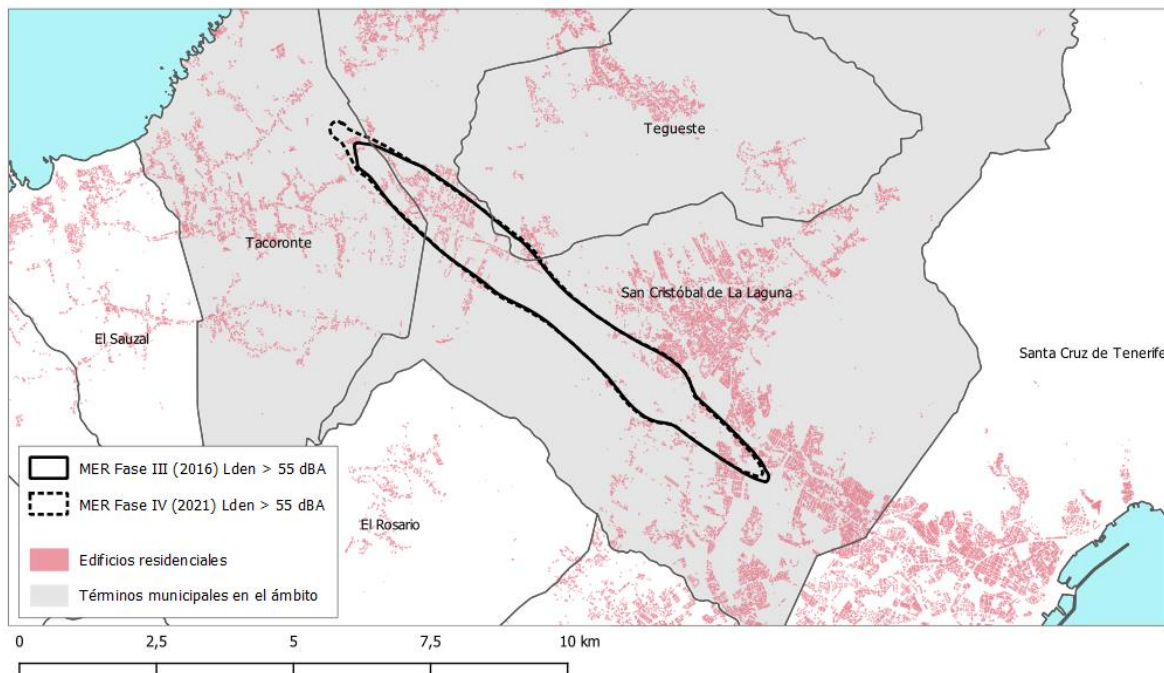 Tegueste
Tacoronte
San Cristóbal de La Laguna
El Sauzal
Santa Cruz de Tenerife
El Rosario
MER Fase III (2016) Lden > 55 dBA
MER Fase IV (2021) Lden > 55 dBA
Edificios residenciales
Términos municipales en el ámbito
0 2,5 5 7,5 10 km